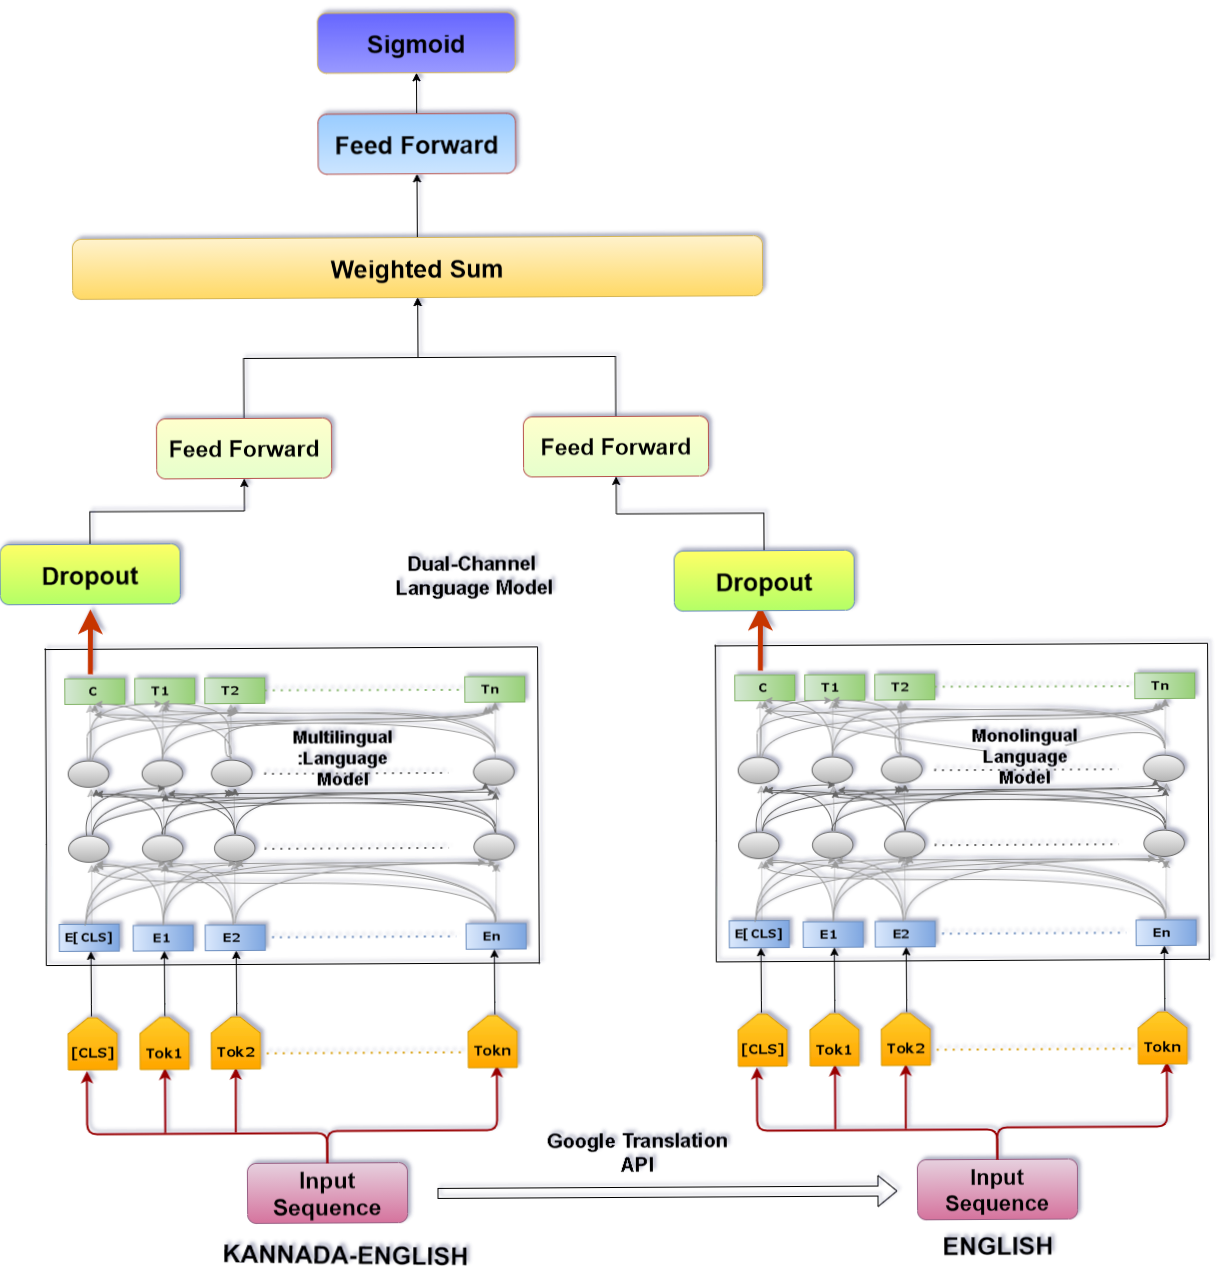 Sigmoid
Feed Forward
Weighted Sum
Feed Forward
Feed Forward
Dropout
Dual-Channel
Language Model
Dropout
C
T1
T2
Tn
Multilingual
:Language
Model
E[CLS]
E1
E2
En
[CLS]
Tok1
Tok2
Tokn
C
T1
T2
Tn
Monolingual
Language
Model
E[CLS]
E1
E2
En
[CLS]
Tok1
Tok2
Tokn
Input
Sequence
KANNADA-ENGLISH
Google Translation
API
Input
Sequence
ENGLISH